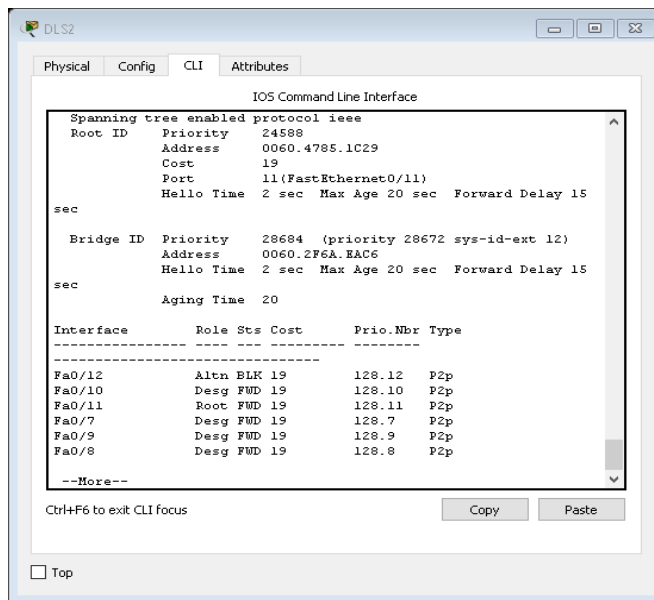 DLS2
Physical Config CLI Attributes
IOS Command Line Interface
Spanning tree enabled protocol ieee
Root ID Priority 24588
Address 0060.4785.1C29
Cost 19
Port 11(FastEthernet0/11)
Hello Time 2 sec Max Age 20 sec Forward Delay 15
sec
Bridge ID Priority 28684 (priority 28672 sys-id-ext 12)
Address 0060.2F6A.EAC6
Hello Time 2 sec Max Age 20 sec Forward Delay 15
sec
Aging Time 20
Interface Role Sts Cost Prio.Nbr Type
---------------- ---- --- --------- --------
--------------------------------
Fa0/12 Altn BLK 19 128.12 P2p
Fa0/10 Desg FWD 19 128.10 P2p
Fa0/11 Root FWD 19 128.11 P2p
Fa0/7 Desg FWD 19 128.7 P2p
Fa0/9 Desg FWD 19 128.9 P2p
Fa0/8 Desg FWD 19 128.8 P2p
--More--
Ctrl+F6 to exit CLI focus
Copy Paste
Top